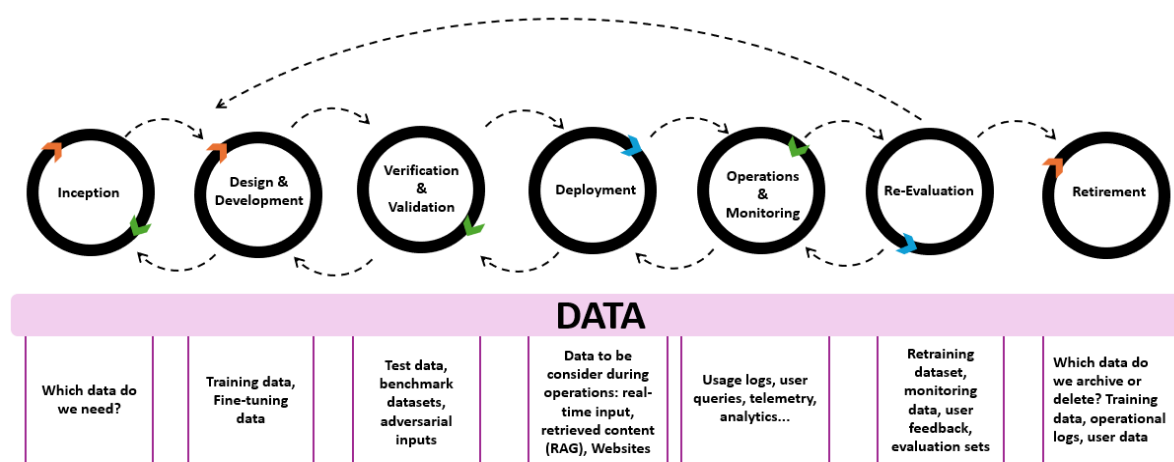 Inception
Design &
Development
Verification
&
Validation
Deployment
Operations
&
Monitoring
Re-Evaluation
Retirement
DATA
Which data do
we need?
Training data,
Fine-tuning
data
Test data,
benchmark
datasets,
adversarial
inputs
Data to be
consider during
operations: real-
time input,
retrieved content
(RAG), Websites
Usage logs, user
queries, telemetry,
analytics...
Retraining
dataset,
monitoring
data, user
feedback,
evaluation sets
Which data do
we archive or
delete? Training
data, operational
logs, user data